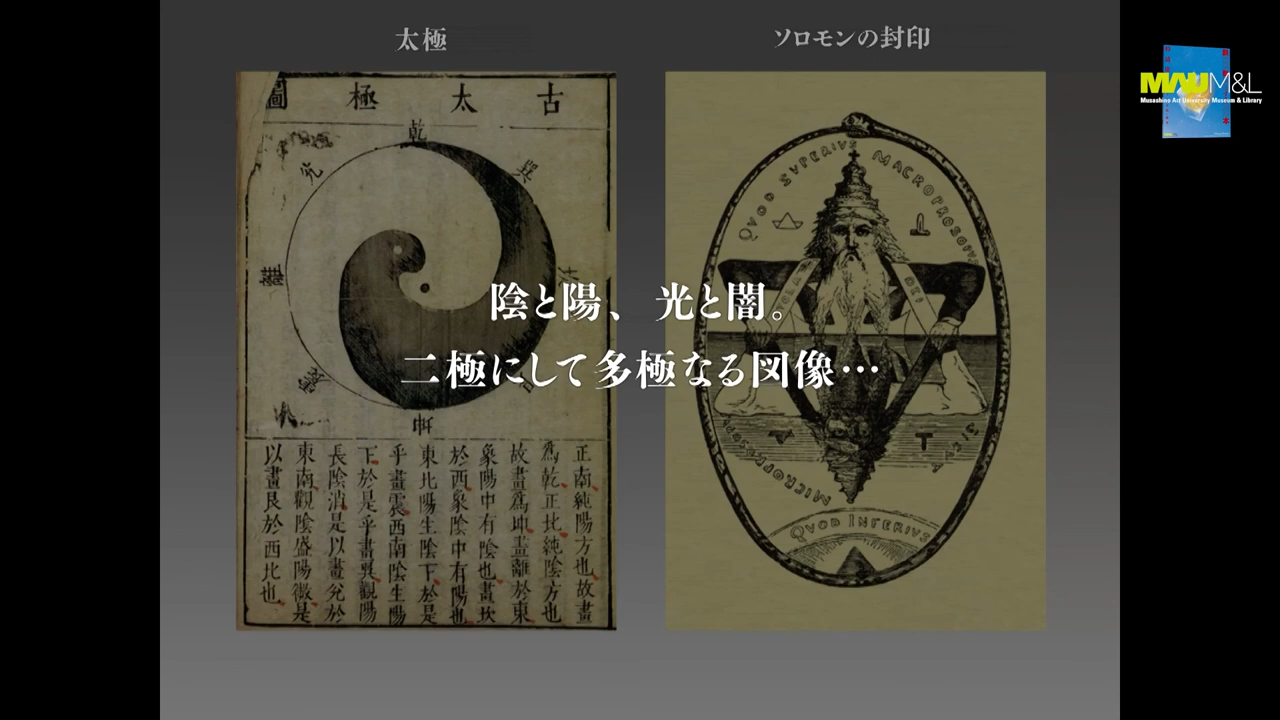 太極
ソロモンの封印
MAU M&L
Musashino Art University Museum & Library
古太極圖
乾
兌
巽
離
坤
陰と陽、光と闇。
二極にして多極なる図像…
正南純陽方也故畫
為乾正北純陰方也
故畫爲坤畫離於東
象陽中有陰也畫坎
於西象陰中有陽也
東北陽生陰下於是
乎畫震西南陰生陽
下於是乎畫巽觀陽
長陰消是以畫兌於
東南觀陰盛陽微是
以畫艮於西北也
QVOD SVPERIVS MACROPROSOPVS
SICVT
MICROPROSOPVS
QVOD INFERIVS